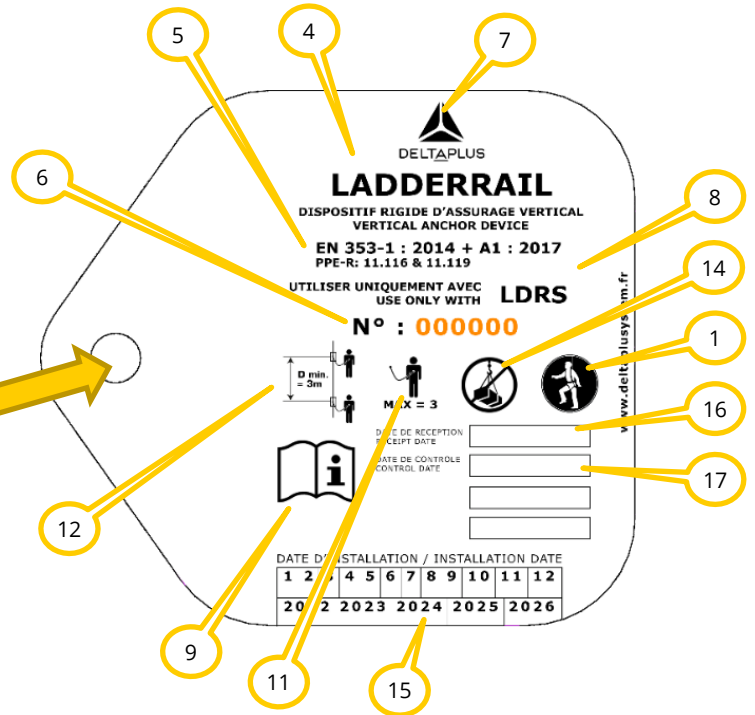 5
4
7
6
DELTAPLUS
LADDERRAIL
DISPOSITIF RIGIDE D'ASSURAGE VERTICAL
VERTICAL ANCHOR DEVICE
8
EN 353-1 : 2014 + A1 : 2017
PPE-R: 11.116 & 11.119
14
UTILISER UNIQUEMENT AVEC
USE ONLY WITH
LDRS
N° : 000000
www.deltaplusystem.fr
1
D min.
= 3m
MAX = 3
16
DATE DE RECEPTION
RECEIPT DATE
DATE DE CONTRÔLE
CONTROL DATE
17
12
DATE D'INSTALLATION / INSTALLATION DATE
1 2 3 4 5 6 7 8 9 10 11 12
2022 2023 2024 2025 2026
9
11
15